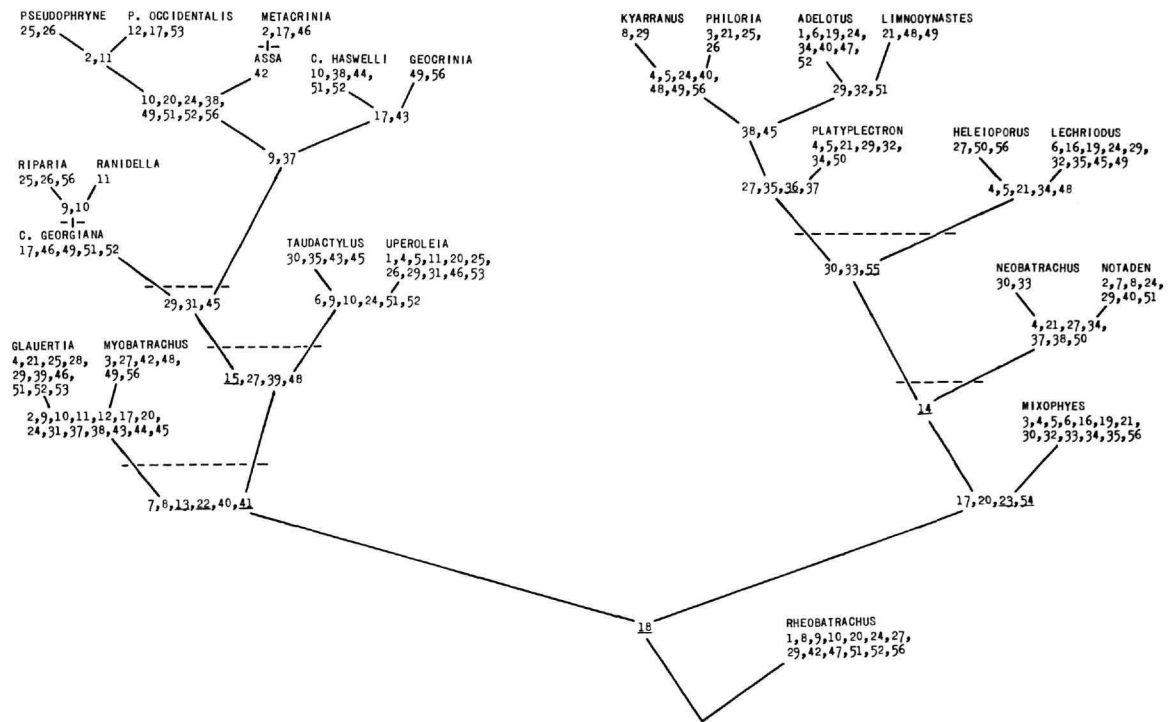 PSEUDOPHRYNE
25,26
P. OCCIDENTALIS
12,17,53
METACRINIA
2,17,46
2,11
ASSA
42
C. HASWELLI
10,38,44,
51,52
GEOCRINIA
49,56
10,20,24,38,
49,51,52,56
17,43
9,37
RIPARIA
25,26,56
RANIDELLA
11
9,10
C. GEORGIANA
17,46,49,51,52
29,31,45
TAUDACTYLUS
30,35,43,45
UPEROLEIA
1,4,5,11,20,25,
26,29,31,46,53
6,9,10,24,51,52
15,27,39,48
GLAUERTIA
4,21,25,28,
29,39,46,
51,52,53
MYOBATRACHUS
3,27,42,48,
49,56
2,9,10,11,12,17,20,
24,31,37,38,43,44,45
7,8,13,22,40,41
KYARRANUS
8,29
PHILORIA
3,21,25,
26
ADELOTUS
1,6,19,24,
34,40,47,
52
LIMNODYNASTES
21,48,49
4,5,24,40,
48,49,56
29,32,51
38,45
PLATYPLECTRON
4,5,21,29,32,
34,50
HELEIOPORUS
27,50,56
LECHRIODUS
6,16,19,24,29,
32,35,45,49
27,35,36,37
4,5,21,34,48
30,33,55
NEOBATRACHUS
30,33
NOTADEN
2,7,8,24,
29,40,51
4,21,27,34,
37,38,50
14
MIXOPHYES
3,4,5,6,16,19,21,
30,32,33,34,35,56
17,20,23,54
18
RHEOBATRACHUS
1,8,9,10,20,24,27,
29,42,47,51,52,56